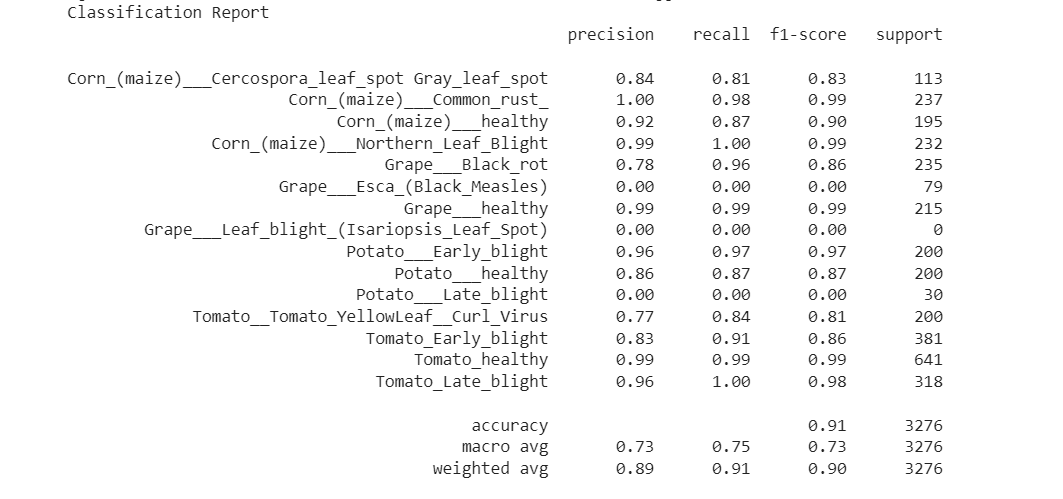 Classification Report
precision recall f1-score support
Corn_(maize)___Cercospora_leaf_spot Gray_leaf_spot 0.84 0.81 0.83 113
Corn_(maize)___Common_rust_ 1.00 0.98 0.99 237
Corn_(maize)___healthy 0.92 0.87 0.90 195
Corn_(maize)___Northern_Leaf_Blight 0.99 1.00 0.99 232
Grape___Black_rot 0.78 0.96 0.86 235
Grape___Esca_(Black_Measles) 0.00 0.00 0.00 79
Grape___healthy 0.99 0.99 0.99 215
Grape___Leaf_blight_(Isariopsis_Leaf_Spot) 0.00 0.00 0.00 0
Potato___Early_blight 0.96 0.97 0.97 200
Potato___healthy 0.86 0.87 0.87 200
Potato___Late_blight 0.00 0.00 0.00 30
Tomato__Tomato_YellowLeaf__Curl_Virus 0.77 0.84 0.81 200
Tomato_Early_blight 0.83 0.91 0.86 381
Tomato_healthy 0.99 0.99 0.99 641
Tomato_Late_blight 0.96 1.00 0.98 318
accuracy 0.91 3276
macro avg 0.73 0.75 0.73 3276
weighted avg 0.89 0.91 0.90 3276